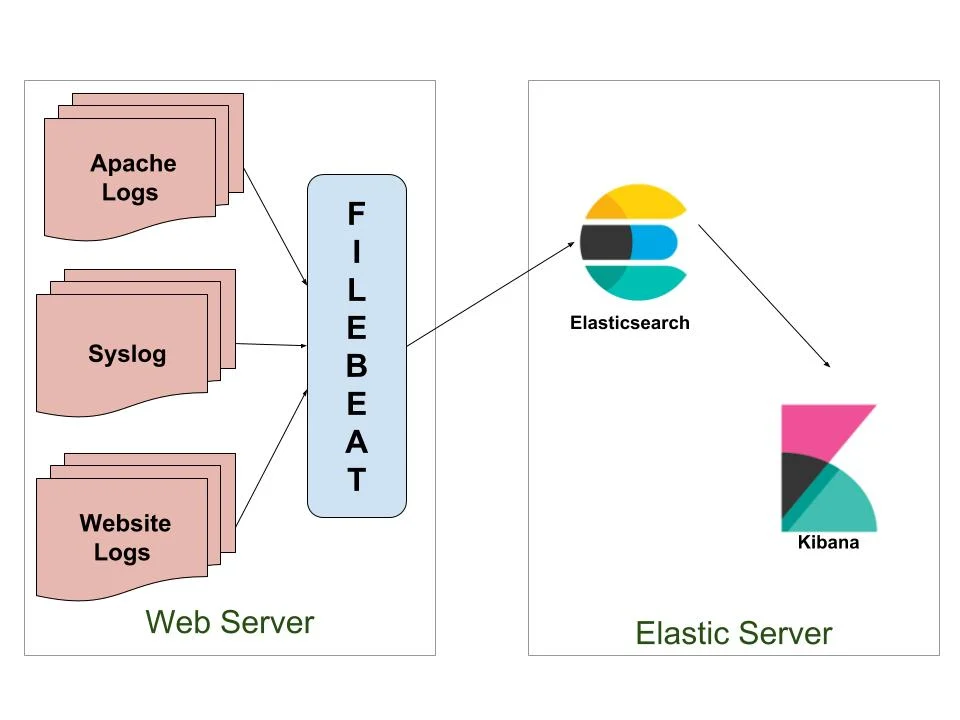 Apache
Logs
Syslog
Website
Logs
F
I
L
E
B
E
A
T
Web Server
Elasticsearch
Kibana
Elastic Server